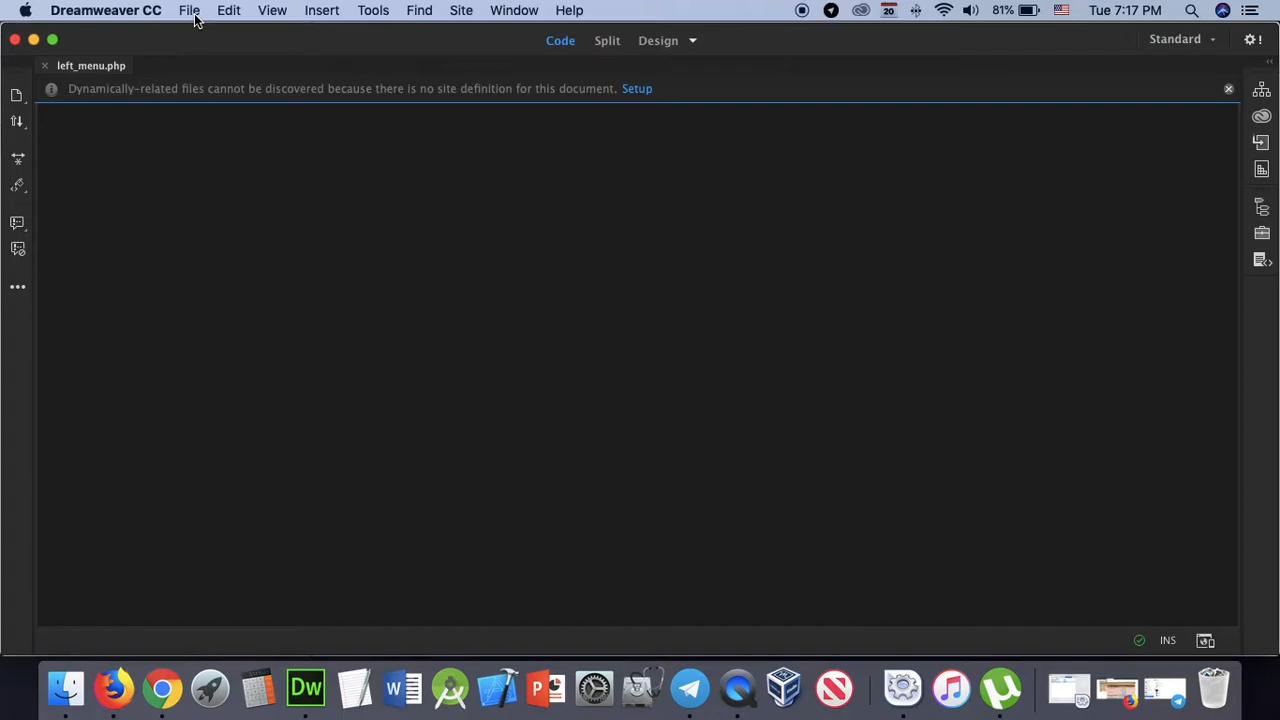 Dreamweaver CC File Edit View Insert Tools Find Site Window Help 20 81% Tue 7:17 PM
Code Split Design Standard
left_menu.php
Dynamically-related files cannot be discovered because there is no site definition for this document. Setup
INS
Dw W P